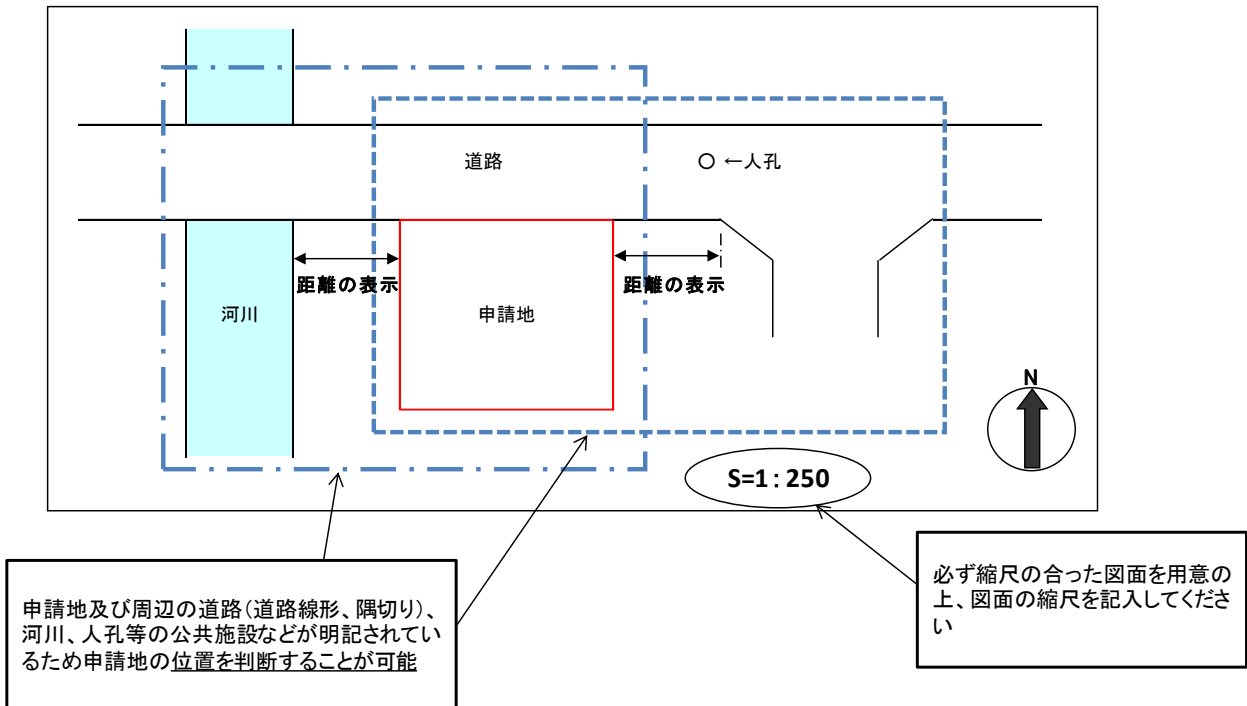 道路
○ ←人孔
距離の表示
距離の表示
河川
申請地
N
S=1：250
申請地及び周辺の道路（道路線形、隅切り）、
河川、人孔等の公共施設などが明記されてい
るため申請地の位置を判断することが可能
必ず縮尺の合った図面を用意の
上、図面の縮尺を記入してくださ
い